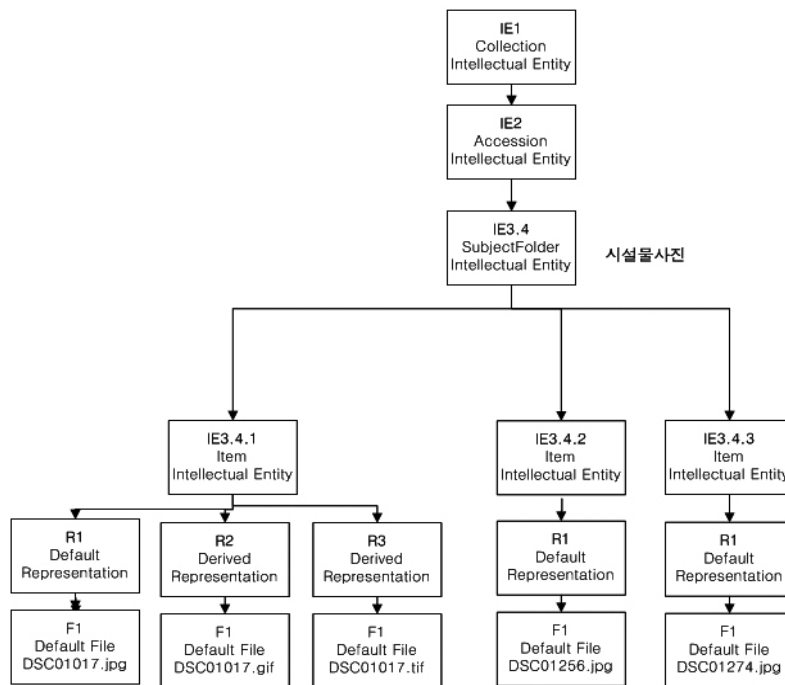 IE1
Collection
Intellectual Entity
IE2
Accession
Intellectual Entity
IE3.4
SubjectFolder
Intellectual Entity
시설물사진
IE3.4.1
Item
Intellectual Entity
IE3.4.2
Item
Intellectual Entity
IE3.4.3
Item
Intellectual Entity
R1
Default
Representation
R2
Derived
Representation
R3
Derived
Representation
R1
Default
Representation
R1
Default
Representation
F1
Default File
DSC01017.jpg
F1
Default File
DSC01017.gif
F1
Default File
DSC01017.tif
F1
Default File
DSC01256.jpg
F1
Default File
DSC01274.jpg